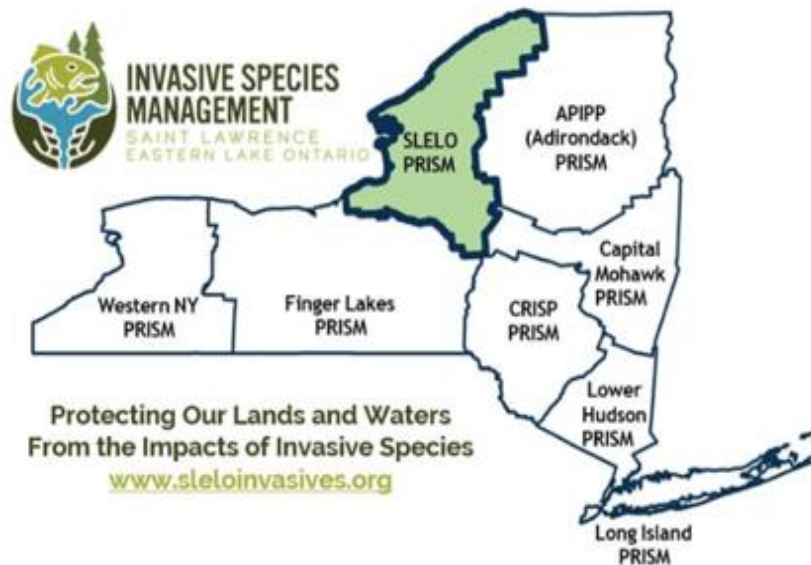 INVASIVE SPECIES
MANAGEMENT
SAINT LAWRENCE
EASTERN LAKE ONTARIO
SLELO
PRISM
APIPP
(Adirondack)
PRISM
Western NY
PRISM
Finger Lakes
PRISM
CRISP
PRISM
Capital
Mohawk
PRISM
Lower
Hudson
PRISM
Long Island
PRISM
Protecting Our Lands and Waters
From the Impacts of Invasive Species
www.sleloinvasives.org